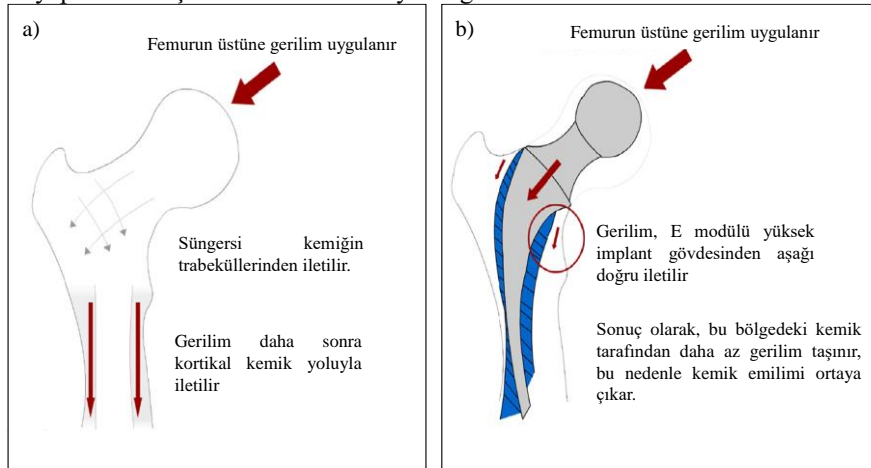 a)
Femurun üstüne gerilim uygulanır
Süngersi kemiğin
trabeküllerinden iletilir.
Gerilim daha sonra
kortikal kemik yoluyla
iletilir
b)
Femurun üstüne gerilim uygulanır
Gerilim, E modülü yüksek
implant gövdesinden aşağı
doğru iletilir
Sonuç olarak, bu bölgedeki kemik
tarafından daha az gerilim taşınır,
bu nedenle kemik emilimi ortaya
çıkar.